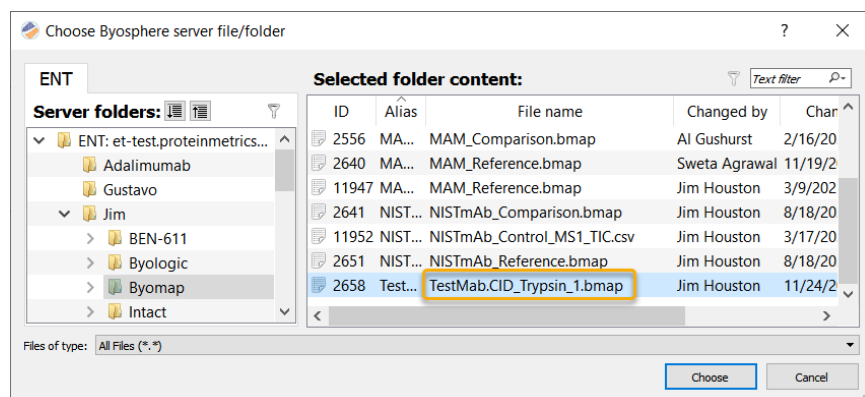 Choose Byosphere server file/folder ?
ENT
Selected folder content:
Text filter
Server folders:
ENT: et-test.proteinmetrics...
Adalimumab
Gustavo
Jim
BEN-611
Byologic
Byomap
Intact
ID Alias File name Changed by Char
2556 MA... MAM_Comparison.bmap Al Gushurst 2/16/20
2640 MA... MAM_Reference.bmap Sweta Agrawal 11/19/2
11947 MA... MAM_Reference.bmap Jim Houston 3/9/202
2641 NIST... NISTmAb_Comparison.bmap Jim Houston 8/18/20
11952 NIST... NISTmAb_Control_MS1_TIC.csv Jim Houston 3/17/20
2651 NIST... NISTmAb_Reference.bmap Jim Houston 8/18/20
2658 Test... TestMab.CID_Trypsin_1.bmap Jim Houston 11/24/2
Files of type: All Files (*.*)
Choose Cancel